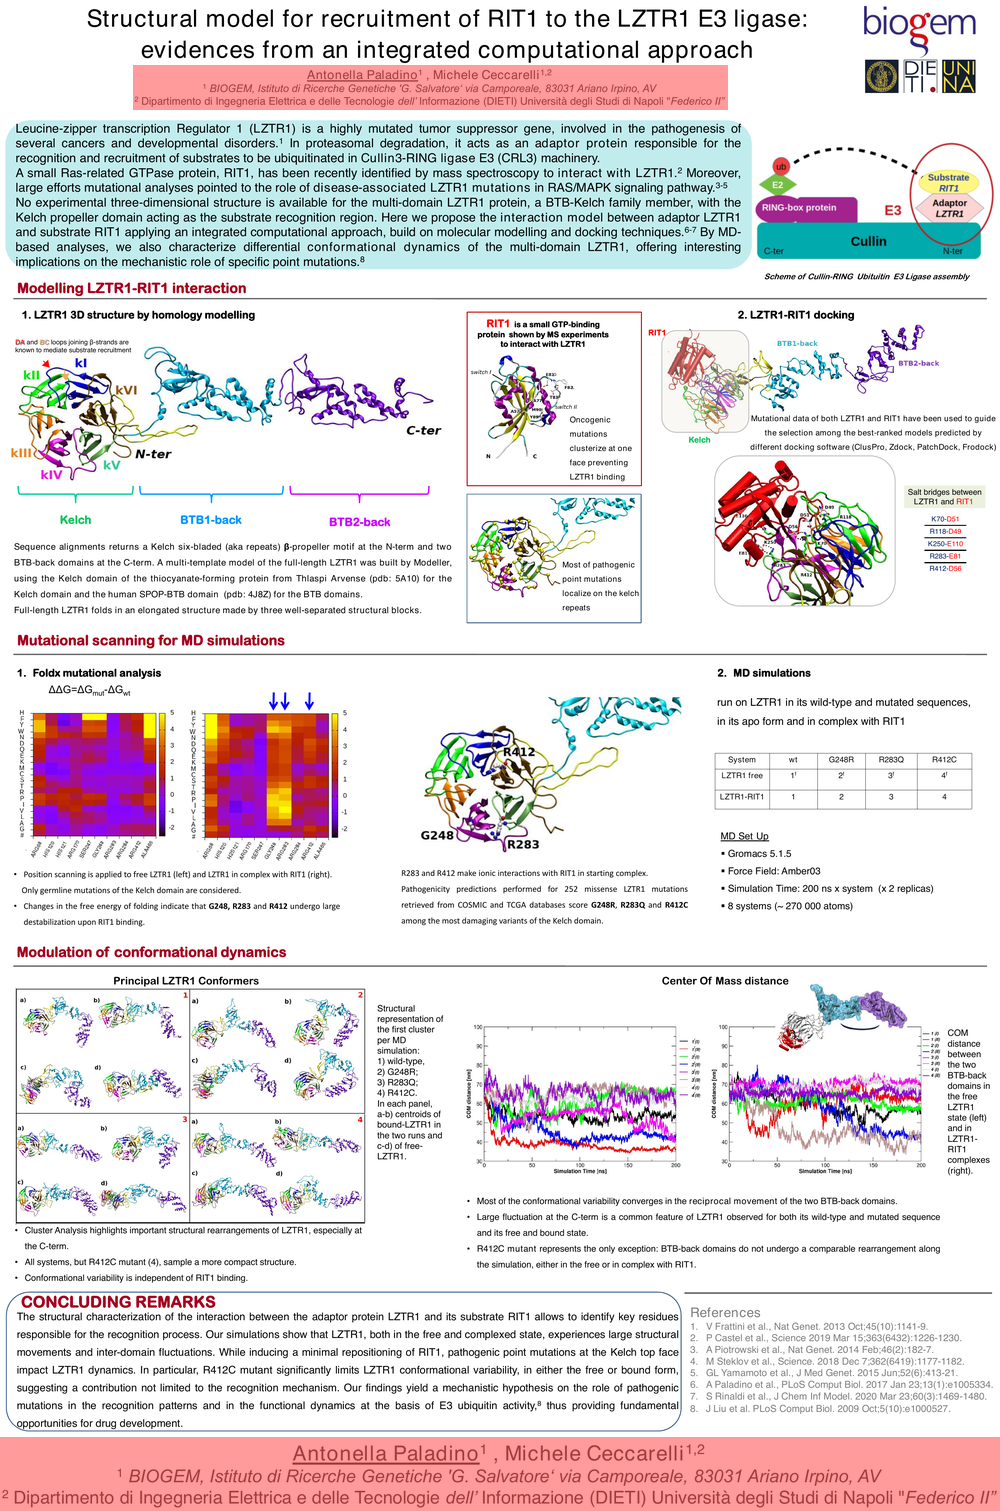 Structural model for recruitment of RIT1 to the LZTR1 E3 ligase:
evidences from an integrated computational approach
biogem
DIE TI.
UNI NA
Antonella Paladino¹ , Michele Ceccarelli¹,²
¹ BIOGEM, Istituto di Ricerche Genetiche 'G. Salvatore' via Camporeale, 83031 Ariano Irpino, AV
² Dipartimento di Ingegneria Elettrica e delle Tecnologie dell' Informazione (DIETI) Università degli Studi di Napoli "Federico II"
Leucine-zipper transcription Regulator 1 (LZTR1) is a highly mutated tumor suppressor gene, involved in the pathogenesis of
several cancers and developmental disorders.¹ In proteasomal degradation, it acts as an adaptor protein responsible for the
recognition and recruitment of substrates to be ubiquitinated in Cullin3-RING ligase E3 (CRL3) machinery.
A small Ras-related GTPase protein, RIT1, has been recently identified by mass spectroscopy to interact with LZTR1.² Moreover,
large efforts mutational analyses pointed to the role of disease-associated LZTR1 mutations in RAS/MAPK signaling pathway.³⁻⁵
No experimental three-dimensional structure is available for the multi-domain LZTR1 protein, a BTB-Kelch family member, with the
Kelch propeller domain acting as the substrate recognition region. Here we propose the interaction model between adaptor LZTR1
and substrate RIT1 applying an integrated computational approach, build on molecular modelling and docking techniques.⁶⁻⁷ By MD-
based analyses, we also characterize differential conformational dynamics of the multi-domain LZTR1, offering interesting
implications on the mechanistic role of specific point mutations.⁸
ub
E2
RING-box protein
E3
Substrate
RIT1
Adaptor
LZTR1
Cullin
C-ter
N-ter
Scheme of Cullin-RING Ubituitin E3 Ligase assembly
Modelling LZTR1-RIT1 interaction
1. LZTR1 3D structure by homology modelling
DA and BC loops joining β-strands are
known to mediate substrate recruitment
kI
kII
kVI
kIII
kIV
kV
N-ter
C-ter
Kelch
BTB1-back
BTB2-back
Sequence alignments returns a Kelch six-bladed (aka repeats) β-propeller motif at the N-term and two
BTB-back domains at the C-term. A multi-template model of the full-length LZTR1 was built by Modeller,
using the Kelch domain of the thiocyanate-forming protein from Thlaspi Arvense (pdb: 5A10) for the
Kelch domain and the human SPOP-BTB domain (pdb: 4J8Z) for the BTB domains.
Full-length LZTR1 folds in an elongated structure made by three well-separated structural blocks.
RIT1 is a small GTP-binding
protein shown by MS experiments
to interact with LZTR1
switch I
switch II
N
C
Oncogenic
mutations
clusterize at one
face preventing
LZTR1 binding
Most of pathogenic
point mutations
localize on the kelch
repeats
2. LZTR1-RIT1 docking
RIT1
BTB1-back
BTB2-back
Kelch
Mutational data of both LZTR1 and RIT1 have been used to guide
the selection among the best-ranked models predicted by
different docking software (ClusPro, Zdock, PatchDock, Frodock)
Salt bridges between
LZTR1 and RIT1
K70-D51
R118-D49
K250-E110
R283-E81
R412-D56
Mutational scanning for MD simulations
1. Foldx mutational analysis
ΔΔG=ΔGmut-ΔGwt
H
F
Y
W
N
D
Q
E
K
M
C
S
T
R
P
I
V
L
A
G
#
5
4
3
2
1
0
-1
-2
• Position scanning is applied to free LZTR1 (left) and LZTR1 in complex with RIT1 (right).
Only germline mutations of the Kelch domain are considered.
• Changes in the free energy of folding indicate that G248, R283 and R412 undergo large
destabilization upon RIT1 binding.
R412
G248
R283
R283 and R412 make ionic interactions with RIT1 in starting complex.
Pathogenicity predictions performed for 252 missense LZTR1 mutations
retrieved from COSMIC and TCGA databases score G248R, R283Q and R412C
among the most damaging variants of the Kelch domain.
2. MD simulations
run on LZTR1 in its wild-type and mutated sequences,
in its apo form and in complex with RIT1
System wt G248R R283Q R412C
LZTR1 free 1ᶠ 2ᶠ 3ᶠ 4ᶠ
LZTR1-RIT1 1 2 3 4
MD Set Up
▪ Gromacs 5.1.5
▪ Force Field: Amber03
▪ Simulation Time: 200 ns x system (x 2 replicas)
▪ 8 systems (~ 270 000 atoms)
Modulation of conformational dynamics
Principal LZTR1 Conformers
a) b) 1
c) d)
a) b) 2
c) d)
a) b) 3
c) d)
a) b) 4
c) d)
Structural
representation of
the first cluster
per MD
simulation:
1) wild-type,
2) G248R;
3) R283Q;
4) R412C.
In each panel,
a-b) centroids of
bound-LZTR1 in
the two runs and
c-d) of free-
LZTR1.
• Cluster Analysis highlights important structural rearrangements of LZTR1, especially at
the C-term.
• All systems, but R412C mutant (4), sample a more compact structure.
• Conformational variability is independent of RIT1 binding.
Center Of Mass distance
COM distance [nm]
100
90
80
70
60
50
40
30
0 50 100 150 200
Simulation Time [ns]
COM distance [nm]
100
90
80
70
60
50
40
30
0 50 100 150 200
Simulation Time [ns]
COM
distance
between
the two
BTB-back
domains in
the free
LZTR1
state (left)
and in
LZTR1-
RIT1
complexes
(right).
• Most of the conformational variability converges in the reciprocal movement of the two BTB-back domains.
• Large fluctuation at the C-term is a common feature of LZTR1 observed for both its wild-type and mutated sequence
and its free and bound state.
• R412C mutant represents the only exception: BTB-back domains do not undergo a comparable rearrangement along
the simulation, either in the free or in complex with RIT1.
CONCLUDING REMARKS
The structural characterization of the interaction between the adaptor protein LZTR1 and its substrate RIT1 allows to identify key residues
responsible for the recognition process. Our simulations show that LZTR1, both in the free and complexed state, experiences large structural
movements and inter-domain fluctuations. While inducing a minimal repositioning of RIT1, pathogenic point mutations at the Kelch top face
impact LZTR1 dynamics. In particular, R412C mutant significantly limits LZTR1 conformational variability, in either the free or bound form,
suggesting a contribution not limited to the recognition mechanism. Our findings yield a mechanistic hypothesis on the role of pathogenic
mutations in the recognition patterns and in the functional dynamics at the basis of E3 ubiquitin activity,⁸ thus providing fundamental
opportunities for drug development.
References
1. V Frattini et al., Nat Genet. 2013 Oct;45(10):1141-9.
2. P Castel et al., Science 2019 Mar 15;363(6432):1226-1230.
3. A Piotrowski et al., Nat Genet. 2014 Feb;46(2):182-7.
4. M Steklov et al., Science. 2018 Dec 7;362(6419):1177-1182.
5. GL Yamamoto et al., J Med Genet. 2015 Jun;52(6):413-21.
6. A Paladino et al., PLoS Comput Biol. 2017 Jan 23;13(1):e1005334.
7. S Rinaldi et al., J Chem Inf Model. 2020 Mar 23;60(3):1469-1480.
8. J Liu et al. PLoS Comput Biol. 2009 Oct;5(10):e1000527.
Antonella Paladino¹ , Michele Ceccarelli¹,²
¹ BIOGEM, Istituto di Ricerche Genetiche 'G. Salvatore' via Camporeale, 83031 Ariano Irpino, AV
² Dipartimento di Ingegneria Elettrica e delle Tecnologie dell' Informazione (DIETI) Università degli Studi di Napoli "Federico II"